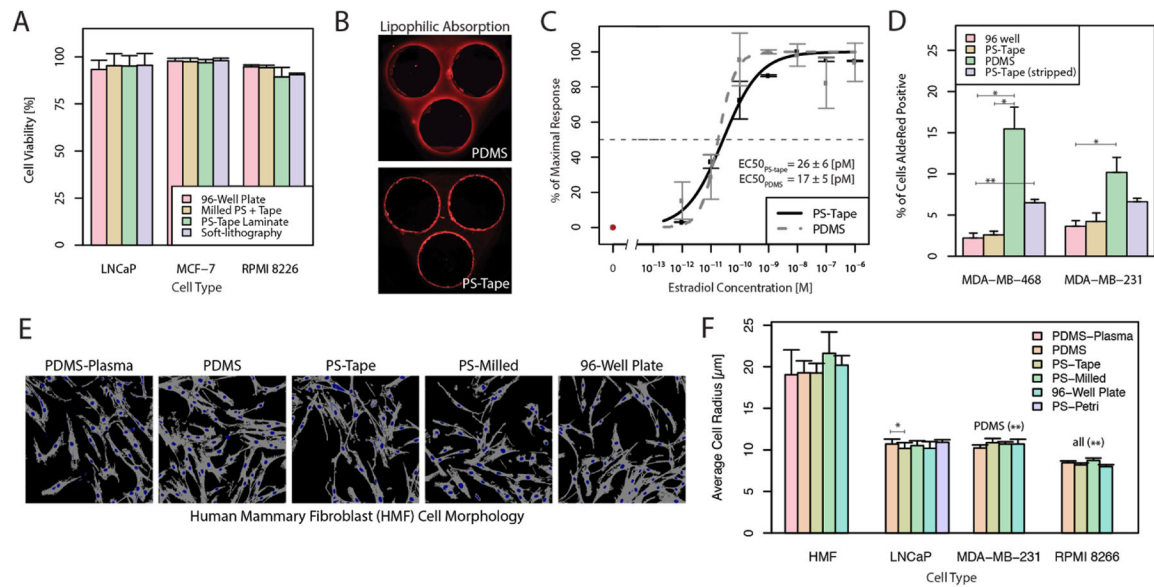 A
Cell Viability [%]
100
75
50
25
0
96-Well Plate
Milled PS + Tape
PS-Tape Laminate
Soft-lithography
LNCaP
MCF-7
RPMI 8226
Cell Type
B
Lipophilic Absorption
PDMS
PS-Tape
C
% of Maximal Response
100
80
60
40
20
0
EC50PS-tape = 26 ± 6 [pM]
EC50PDMS = 17 ± 5 [pM]
PS-Tape
PDMS
0
10⁻¹³
10⁻¹²
10⁻¹¹
10⁻¹⁰
10⁻⁹
10⁻⁸
10⁻⁷
10⁻⁶
Estradiol Concentration [M]
D
% of Cells AldeRed Positive
25
20
15
10
5
0
96 well
PS-Tape
PDMS
PS-Tape (stripped)
*
*
**
*
MDA-MB-468
MDA-MB-231
E
PDMS-Plasma
PDMS
PS-Tape
PS-Milled
96-Well Plate
Human Mammary Fibroblast (HMF) Cell Morphology
F
Average Cell Radius [µm]
25
20
15
10
5
0
PDMS-Plasma
PDMS
PS-Tape
PS-Milled
96-Well Plate
PS-Petri
*
PDMS (**)
all (**)
HMF
LNCaP
MDA-MB-231
RPMI 8266
Cell Type